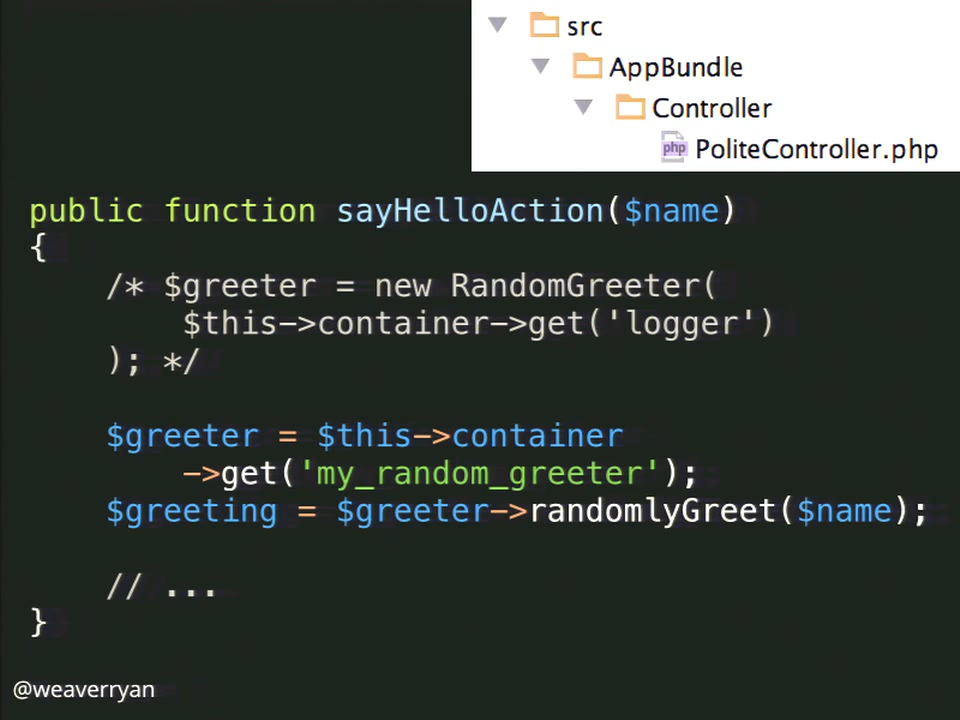 src
AppBundle
Controller
php PoliteController.php
public function sayHelloAction($name)
{
    /* $greeter = new RandomGreeter(
        $this->container->get('logger')
    ); */
    $greeter = $this->container
        ->get('my_random_greeter');
    $greeting = $greeter->randomlyGreet($name);
    // ...
}
@weaverryan